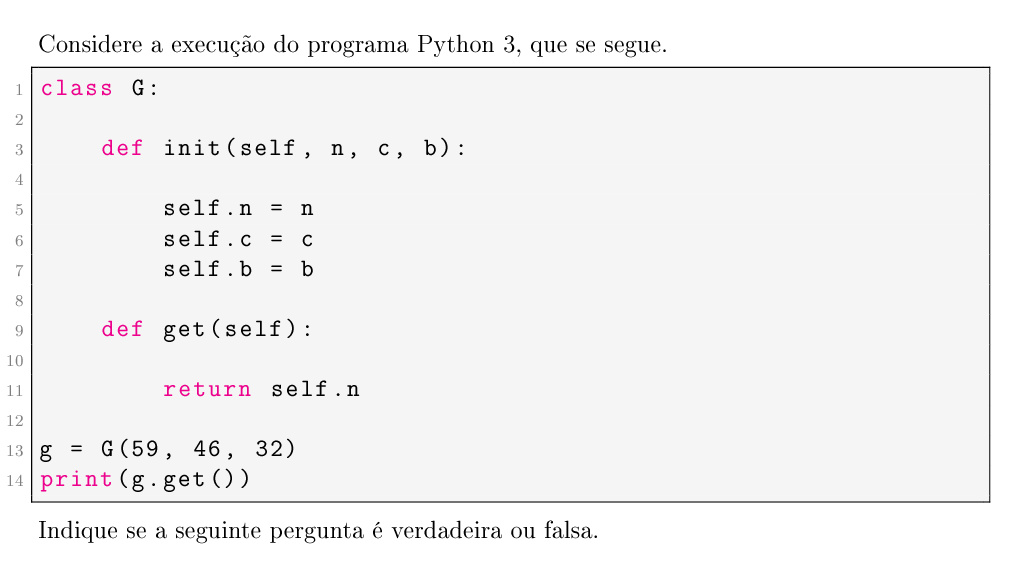 Considere a execução do programa Python 3, que se segue.
1 class G:
2
3     def init(self, n, c, b):
4
5         self.n = n
6         self.c = c
7         self.b = b
8
9     def get(self):
10
11         return self.n
12
13 g = G(59, 46, 32)
14 print(g.get())
Indique se a seguinte pergunta é verdadeira ou falsa.